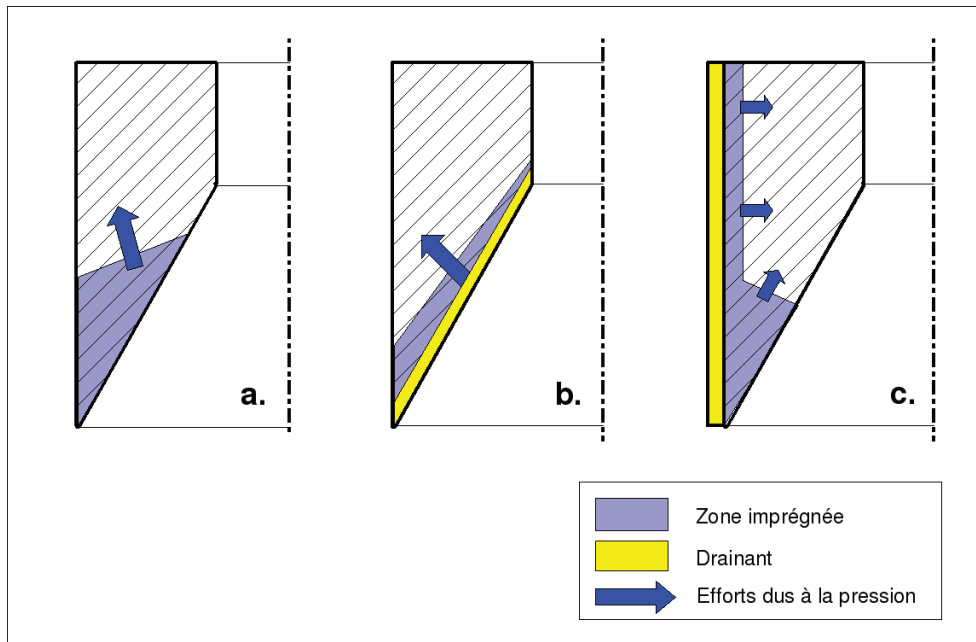 a.
b.
c.
Zone imprégnée
Drainant
Efforts dus à la pression